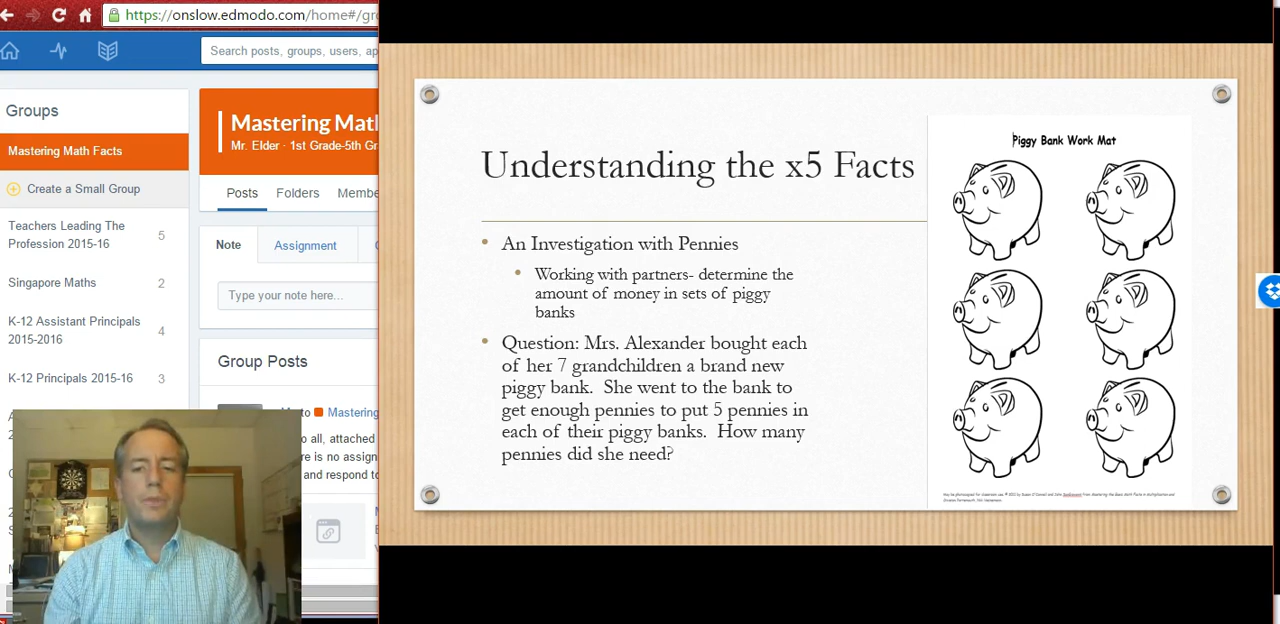 https://onslow.edmodo.com/home#/gr
Search posts, groups, users, ap
Groups
Mastering Math Facts
Create a Small Group
Teachers Leading The
Profession 2015-16
5
Singapore Maths
2
K-12 Assistant Principals
2015-2016
4
K-12 Principals 2015-16
3
Mastering Mat
Mr. Elder · 1st Grade-5th Gr
Posts
Folders
Membe
Note
Assignment
Type your note here...
Group Posts
to
Mastering
to all, attached
re is no assign
and respond to
Understanding the x5 Facts
• An Investigation with Pennies
• Working with partners- determine the
amount of money in sets of piggy
banks
• Question: Mrs. Alexander bought each
of her 7 grandchildren a brand new
piggy bank. She went to the bank to
get enough pennies to put 5 pennies in
each of their piggy banks. How many
pennies did she need?
Piggy Bank Work Mat